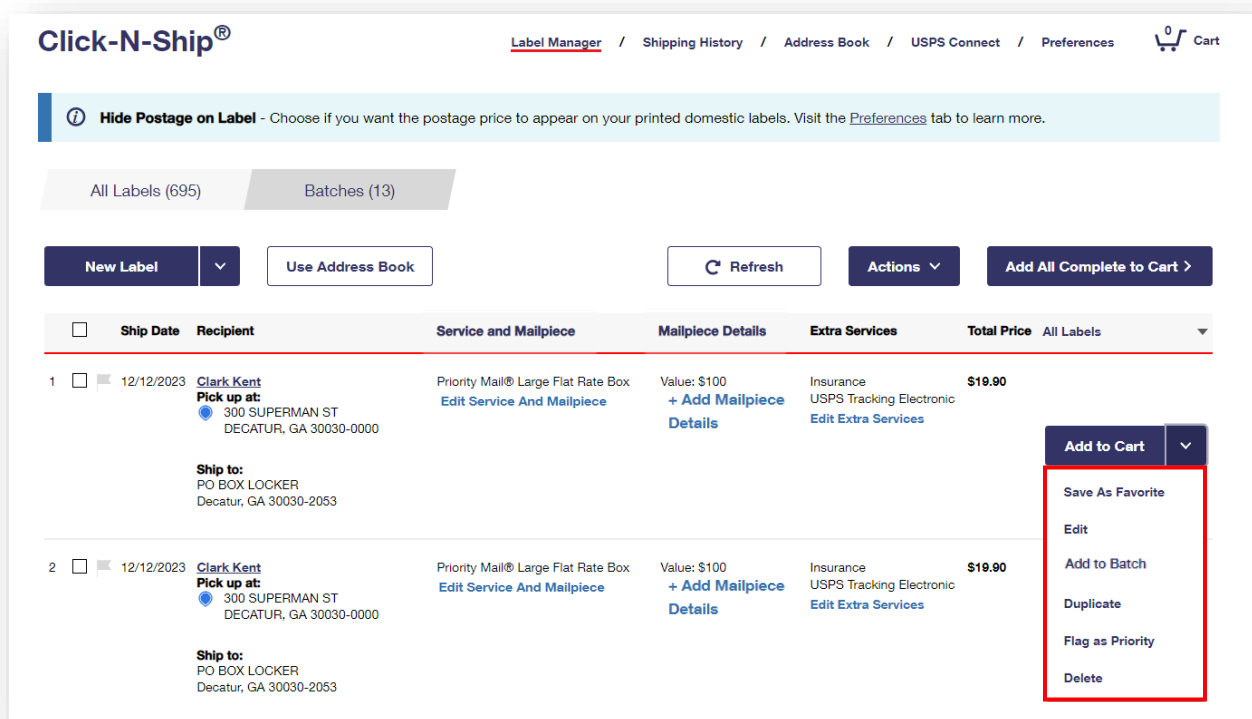 Click-N-Ship®
Label Manager / Shipping History / Address Book / USPS Connect / Preferences 0 Cart
Hide Postage on Label - Choose if you want the postage price to appear on your printed domestic labels. Visit the Preferences tab to learn more.
All Labels (695) Batches (13)
New Label Use Address Book Refresh Actions Add All Complete to Cart >
Ship Date Recipient Service and Mailpiece Mailpiece Details Extra Services Total Price All Labels
1 12/12/2023 Clark Kent Priority Mail® Large Flat Rate Box Value: $100 Insurance $19.90
Pick up at: Edit Service And Mailpiece + Add Mailpiece USPS Tracking Electronic
300 SUPERMAN ST Details Edit Extra Services
DECATUR, GA 30030-0000
Add to Cart
Ship to:
PO BOX LOCKER
Decatur, GA 30030-2053
Save As Favorite
Edit
Add to Batch
2 12/12/2023 Clark Kent Priority Mail® Large Flat Rate Box Value: $100 Insurance $19.90
Pick up at: Edit Service And Mailpiece + Add Mailpiece USPS Tracking Electronic
300 SUPERMAN ST Details Edit Extra Services
DECATUR, GA 30030-0000
Duplicate
Flag as Priority
Ship to:
PO BOX LOCKER
Decatur, GA 30030-2053
Delete